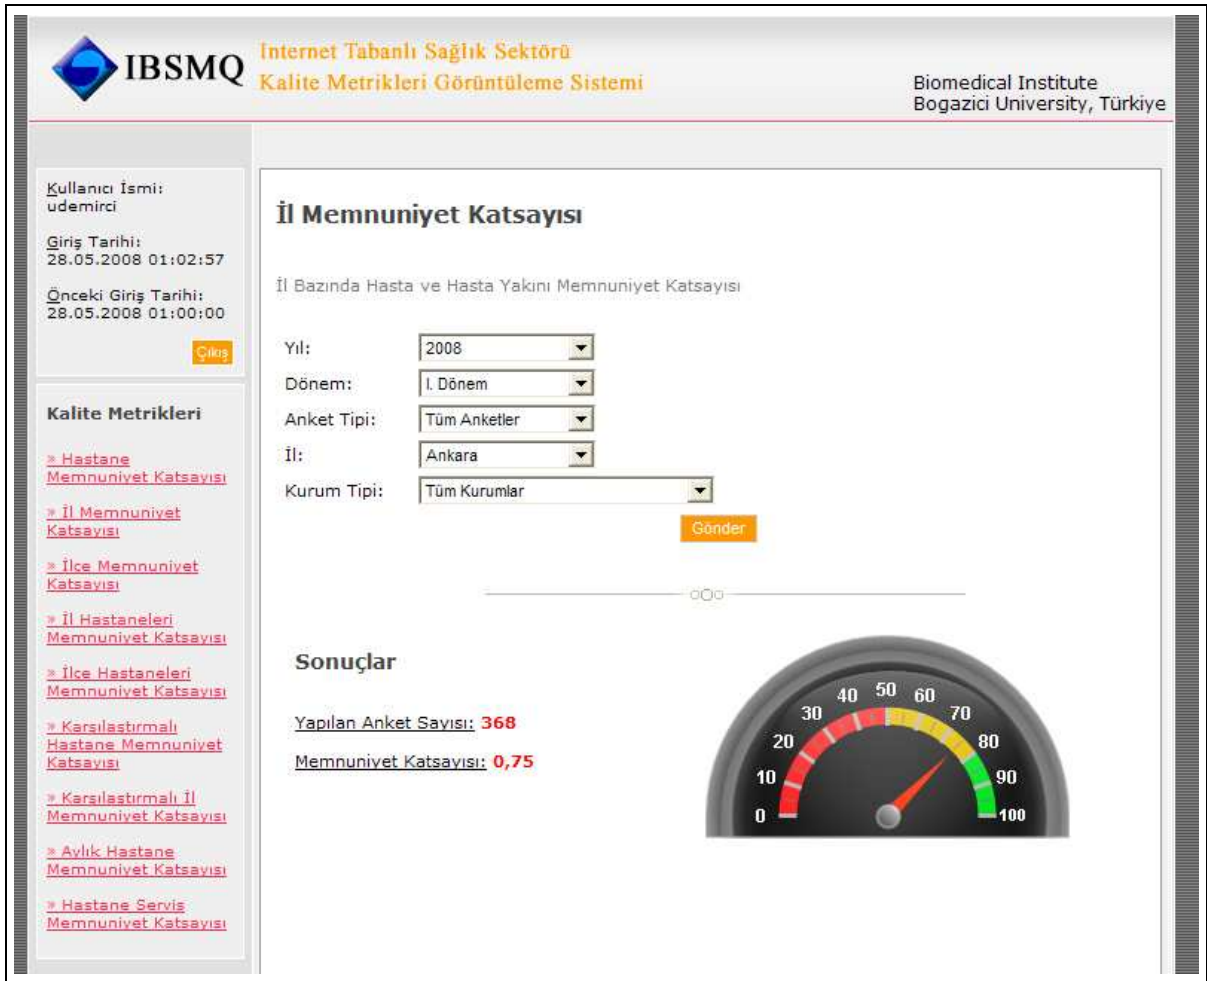 IBSMQ
Internet Tabanlı Sağlık Sektörü
Kalite Metrikleri Görüntüleme Sistemi
Biomedical Institute
Bogazici University, Türkiye
Kullanıcı İsmi:
udemirci
Giriş Tarihi:
28.05.2008 01:02:57
Önceki Giriş Tarihi:
28.05.2008 01:00:00
Çıkış
Kalite Metrikleri
» Hastane
Memnuniyet Katsayısı
» İl Memnuniyet
Katsayısı
» İlçe Memnuniyet
Katsayısı
» İl Hastaneleri
Memnuniyet Katsayısı
» İlçe Hastaneleri
Memnuniyet Katsayısı
» Karşılaştırmalı
Hastane Memnuniyet
Katsayısı
» Karşılaştırmalı İl
Memnuniyet Katsayısı
» Aylık Hastane
Memnuniyet Katsayısı
» Hastane Servis
Memnuniyet Katsayısı
İl Memnuniyet Katsayısı
İl Bazında Hasta ve Hasta Yakını Memnuniyet Katsayısı
Yıl: 2008
Dönem: I. Dönem
Anket Tipi: Tüm Anketler
İl: Ankara
Kurum Tipi: Tüm Kurumlar
Gönder
Sonuçlar
Yapılan Anket Sayısı: 368
Memnuniyet Katsayısı: 0,75
0
10
20
30
40
50
60
70
80
90
100